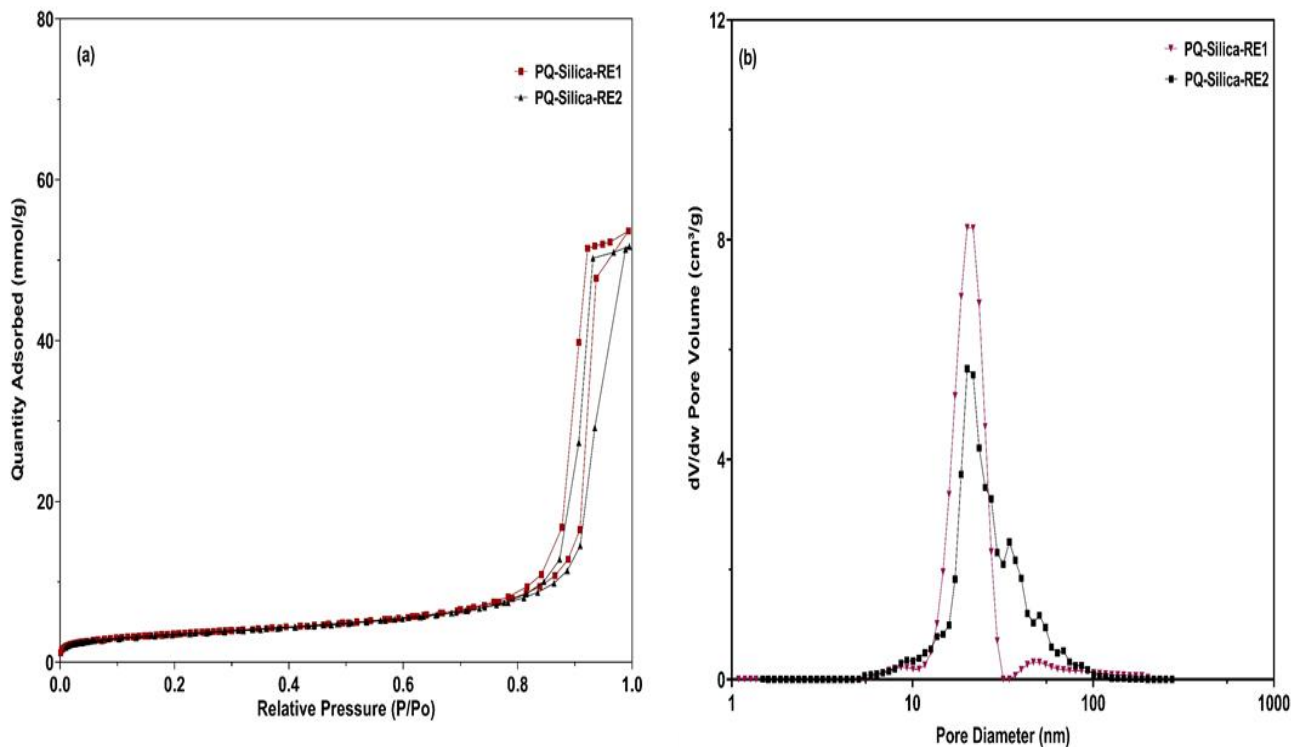 (a)
PQ-Silica-RE1
PQ-Silica-RE2
80
60
40
20
0
Quantity Adsorbed (mmol/g)
0.0 0.2 0.4 0.6 0.8 1.0
Relative Pressure (P/Po)
(b)
PQ-Silica-RE1
PQ-Silica-RE2
12
8
4
0
dV/dw Pore Volume (cm³/g)
1 10 100 1000
Pore Diameter (nm)